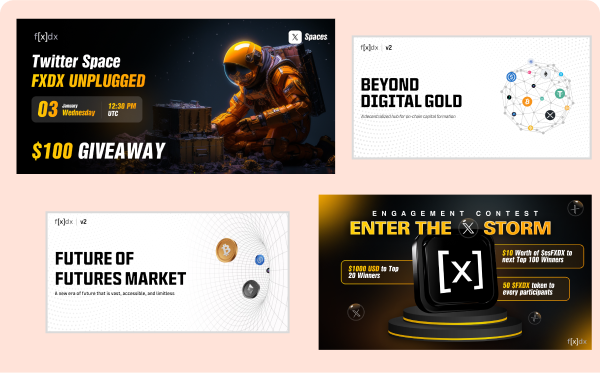 f[x]dx
Spaces
Twitter Space
FXDX UNPLUGGED
03
January
Wednesday
12:30 PM
UTC
$100 GIVEAWAY
f[x]dx | v2
BEYOND
DIGITAL GOLD
A decentralized hub for on-chain capital formation
f[x]dx | v2
FUTURE OF
FUTURES MARKET
A new era of future that is vast, accessible, and limitless
ENGAGEMENT CONTEST
ENTER THE X STORM
$1000 USD to Top
20 Winners
[x]
$10 Worth of $esFXDX to
next Top 100 Winners
50 $FXDX token to
every participants
f[x]dx